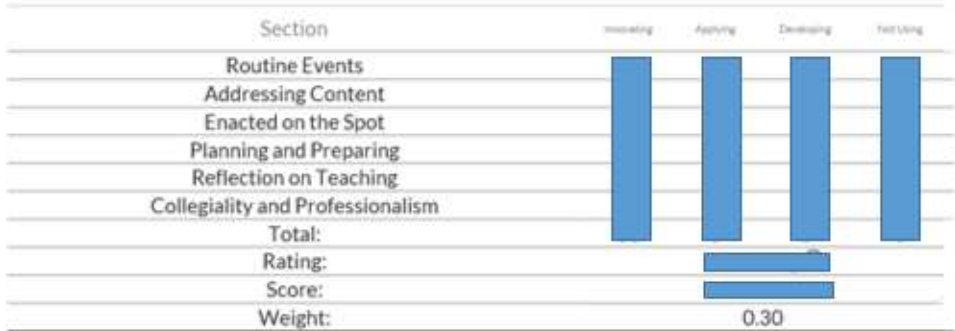 Section Innovating Applying Developing Not Using
Routine Events
Addressing Content
Enacted on the Spot
Planning and Preparing
Reflection on Teaching
Collegiality and Professionalism
Total:
Rating:
Score:
Weight: 0.30